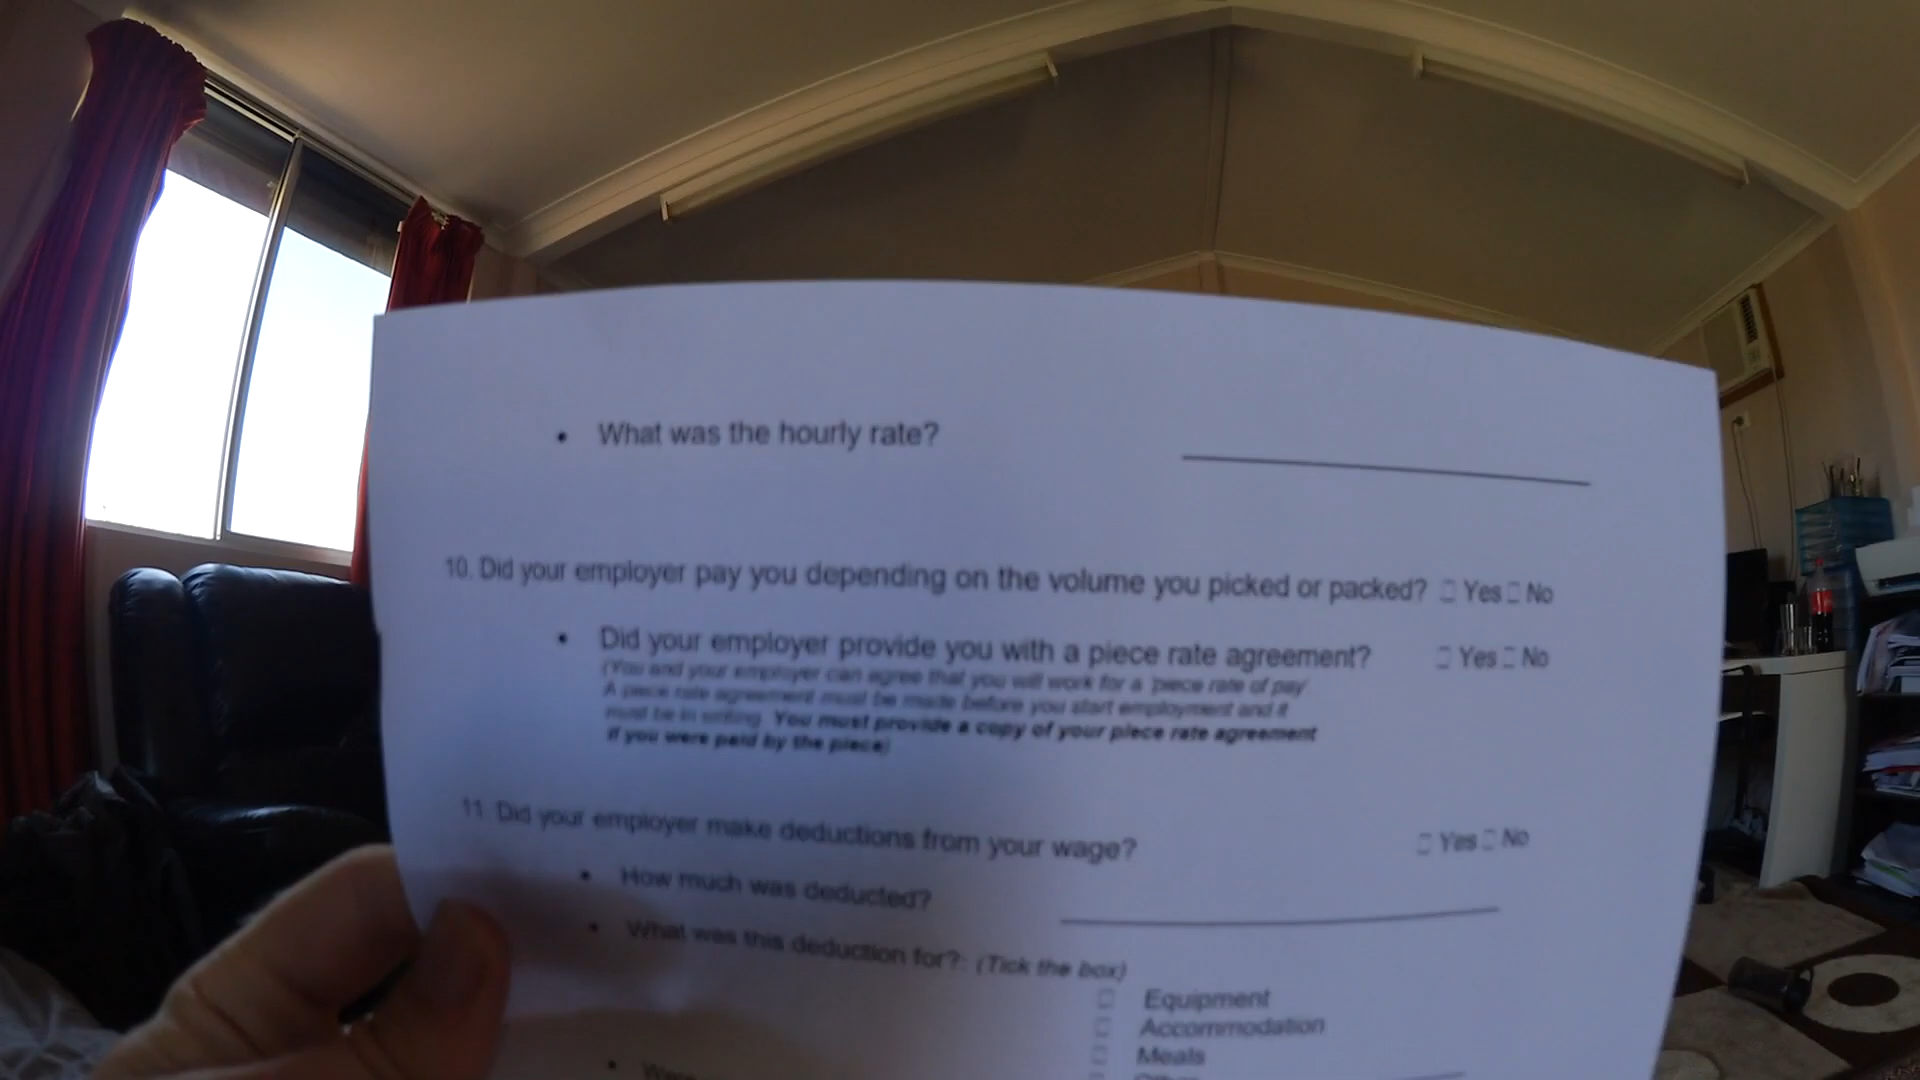 • What was the hourly rate?
10. Did your employer pay you depending on the volume you picked or packed? □ Yes □ No
• Did your employer provide you with a piece rate agreement? □ Yes □ No
(You and your employer can agree that you will work for a 'piece rate of pay'
A piece rate agreement must be made before you start employment and it
must be in writing. You must provide a copy of your piece rate agreement
if you were paid by the piece)
11. Did your employer make deductions from your wage? □ Yes □ No
• How much was deducted?
• What was this deduction for?: (Tick the box)
□ Equipment
□ Accommodation
□ Meals